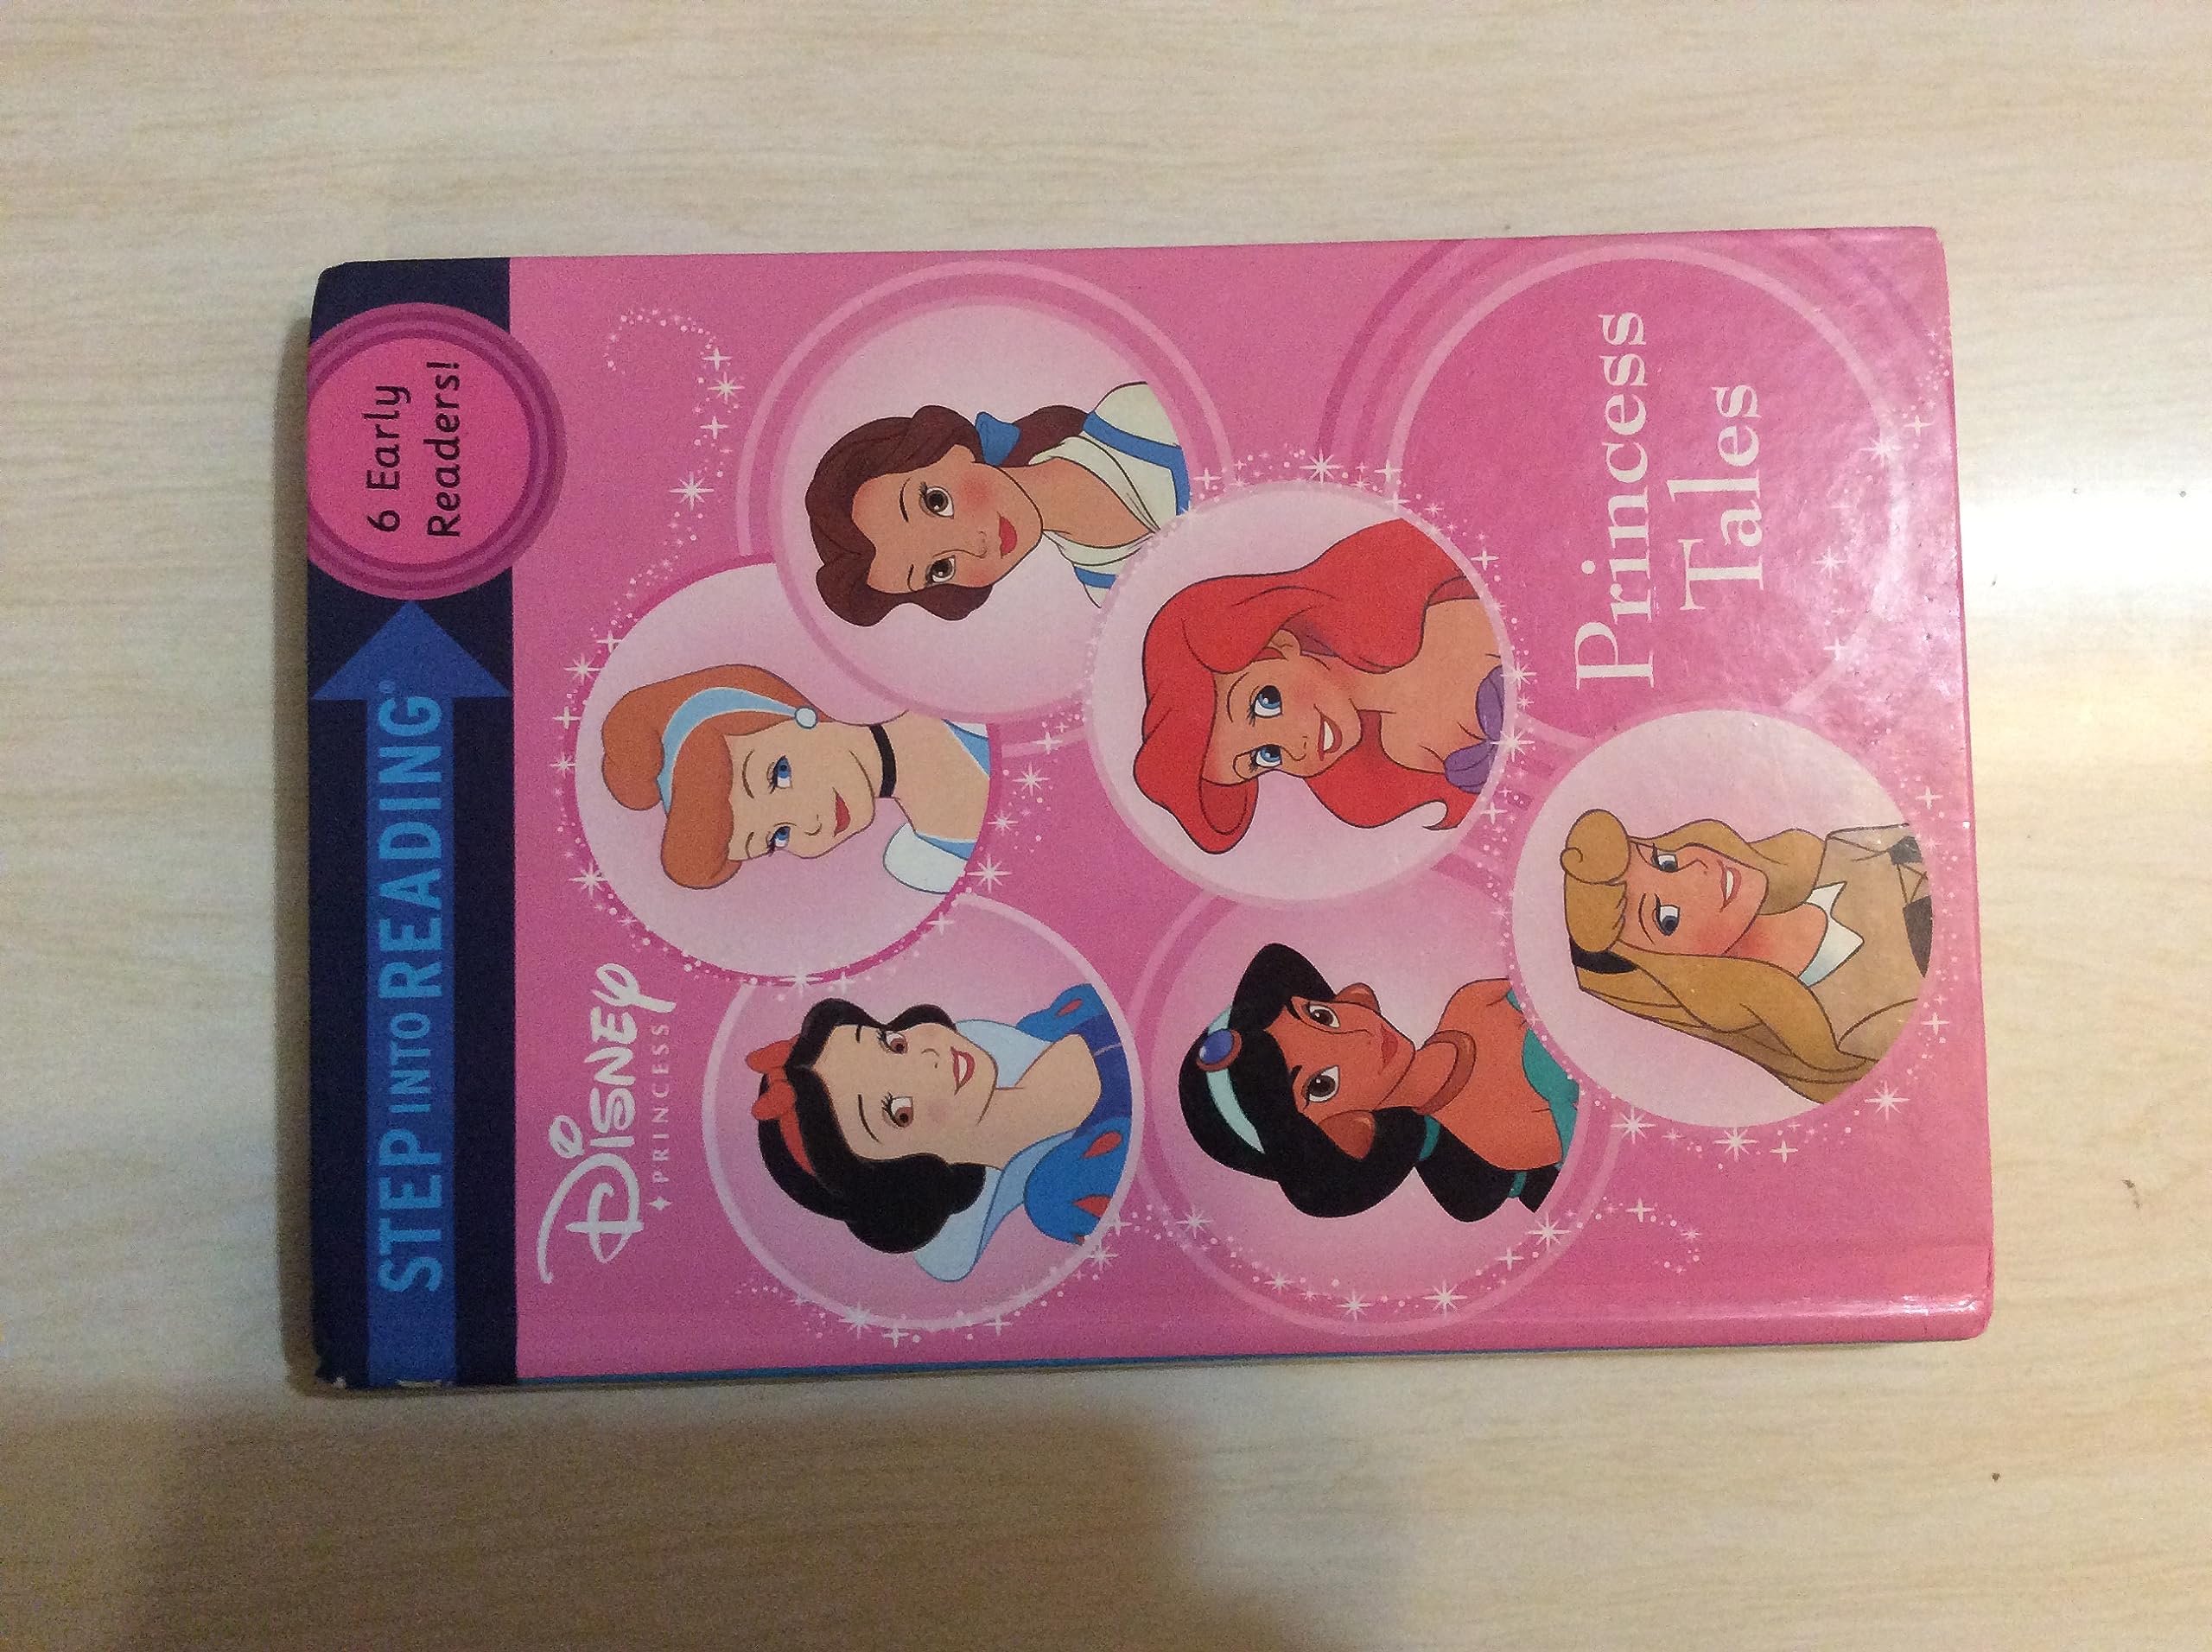 STEP INTO READING®
6 Early
Readers!
Disney
PRINCESS
Princess
Tales